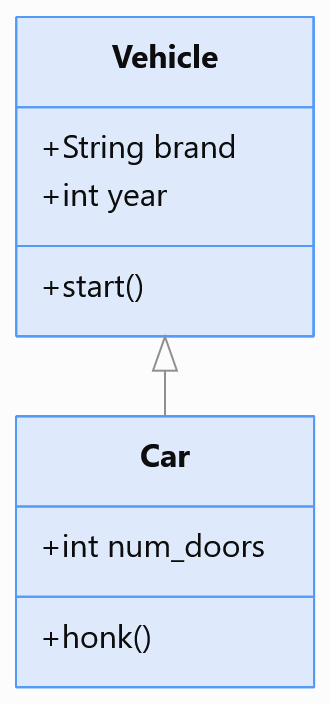 Vehicle
+String brand
+int year
+start()
Car
+int num_doors
+honk()